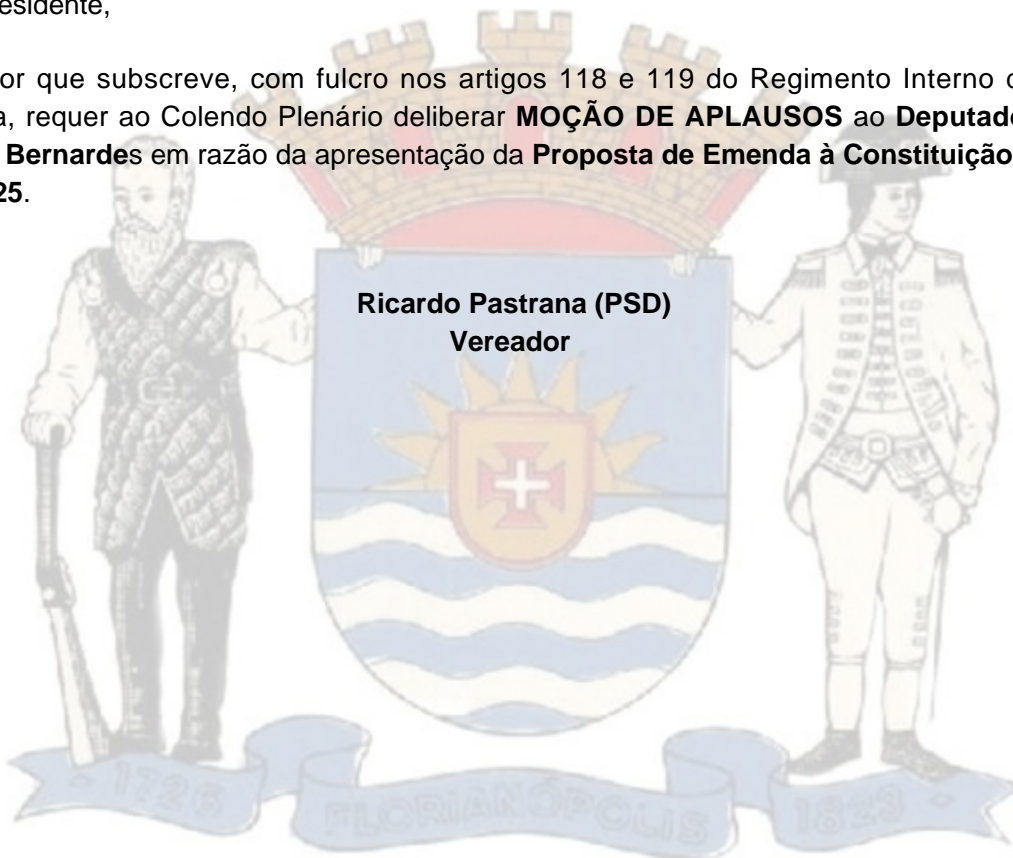 esidente,
or que subscreve, com fulcro nos artigos 118 e 119 do Regimento Interno
a, requer ao Colendo Plenário deliberar MOÇÃO DE APLAUSOS ao Deputado
Bernardes em razão da apresentação da Proposta de Emenda à Constituição
25.
Ricardo Pastrana (PSD)
Vereador
1726 FLORIANÓPOLIS 1823